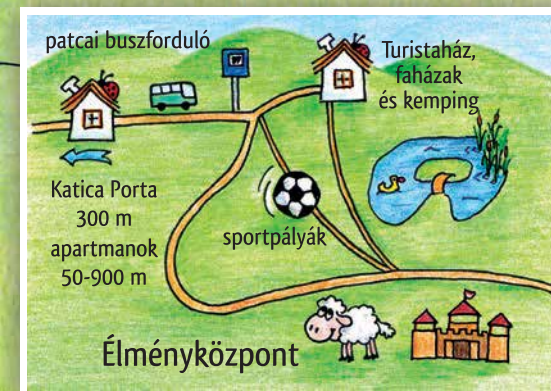 patcai buszforduló
Turistaház,
faházak
és kemping
Katica Porta
300 m
apartmanok
50-900 m
sportpályák
Élményközpont